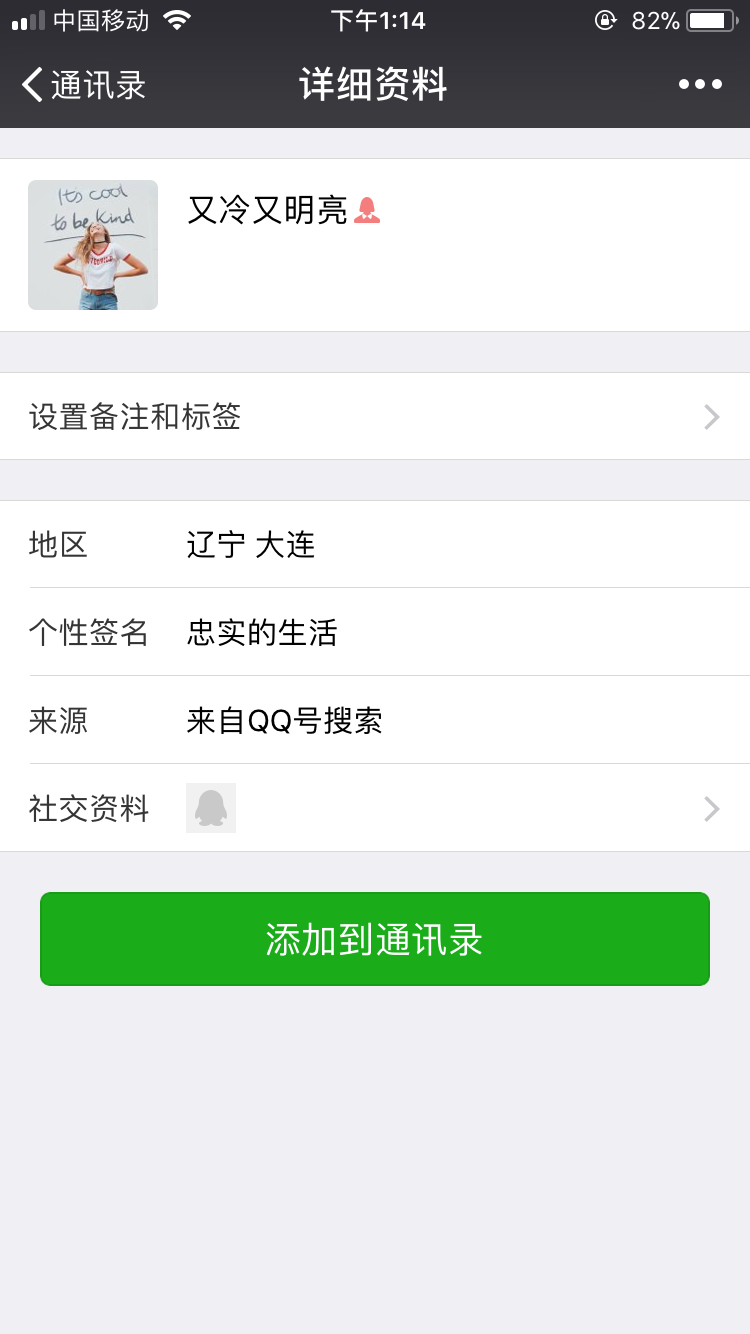 中国移动 下午1:14 82%
通讯录 详细资料
It's cool
to be kind
又冷又明亮
设置备注和标签
地区 辽宁 大连
个性签名 忠实的生活
来源 来自QQ号搜索
社交资料
添加到通讯录